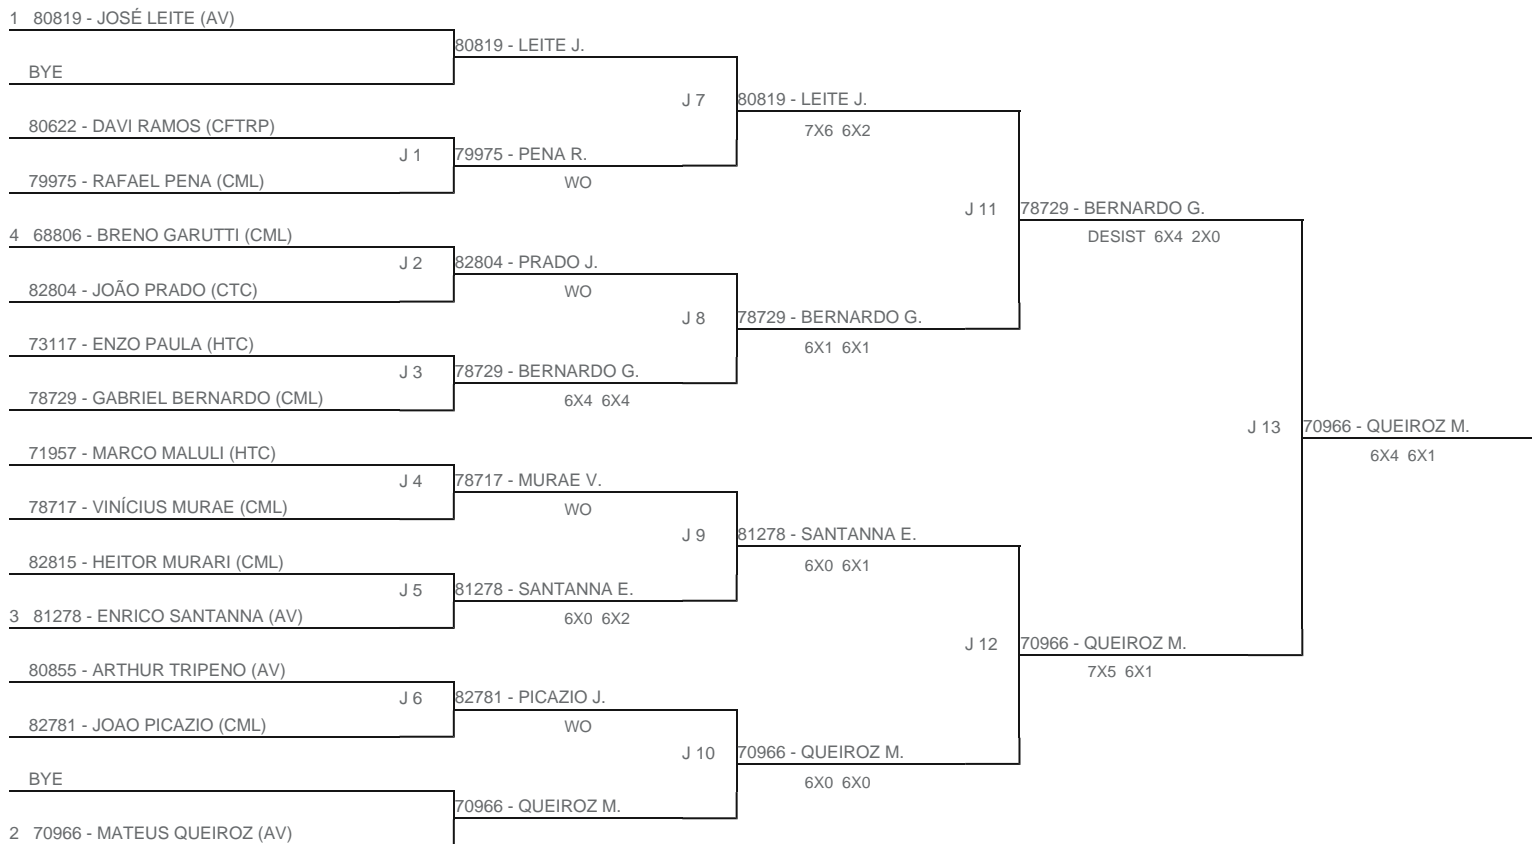 1 80819 - JOSÉ LEITE (AV)
80819 - LEITE J.
BYE
J 7
80819 - LEITE J.
7X6 6X2
80622 - DAVI RAMOS (CFTRP)
J 1
79975 - PENA R.
WO
79975 - RAFAEL PENA (CML)
J 11
78729 - BERNARDO G.
DESIST 6X4 2X0
4 68806 - BRENO GARUTTI (CML)
J 2
82804 - PRADO J.
WO
82804 - JOÃO PRADO (CTC)
J 8
78729 - BERNARDO G.
6X1 6X1
73117 - ENZO PAULA (HTC)
J 3
78729 - BERNARDO G.
6X4 6X4
78729 - GABRIEL BERNARDO (CML)
J 13
70966 - QUEIROZ M.
6X4 6X1
71957 - MARCO MALULI (HTC)
J 4
78717 - MURAE V.
WO
78717 - VINÍCIUS MURAE (CML)
J 9
81278 - SANTANNA E.
6X0 6X1
82815 - HEITOR MURARI (CML)
J 5
81278 - SANTANNA E.
6X0 6X2
3 81278 - ENRICO SANTANNA (AV)
J 12
70966 - QUEIROZ M.
7X5 6X1
80855 - ARTHUR TRIPENO (AV)
J 6
82781 - PICAZIO J.
WO
82781 - JOAO PICAZIO (CML)
J 10
70966 - QUEIROZ M.
6X0 6X0
BYE
70966 - QUEIROZ M.
2 70966 - MATEUS QUEIROZ (AV)